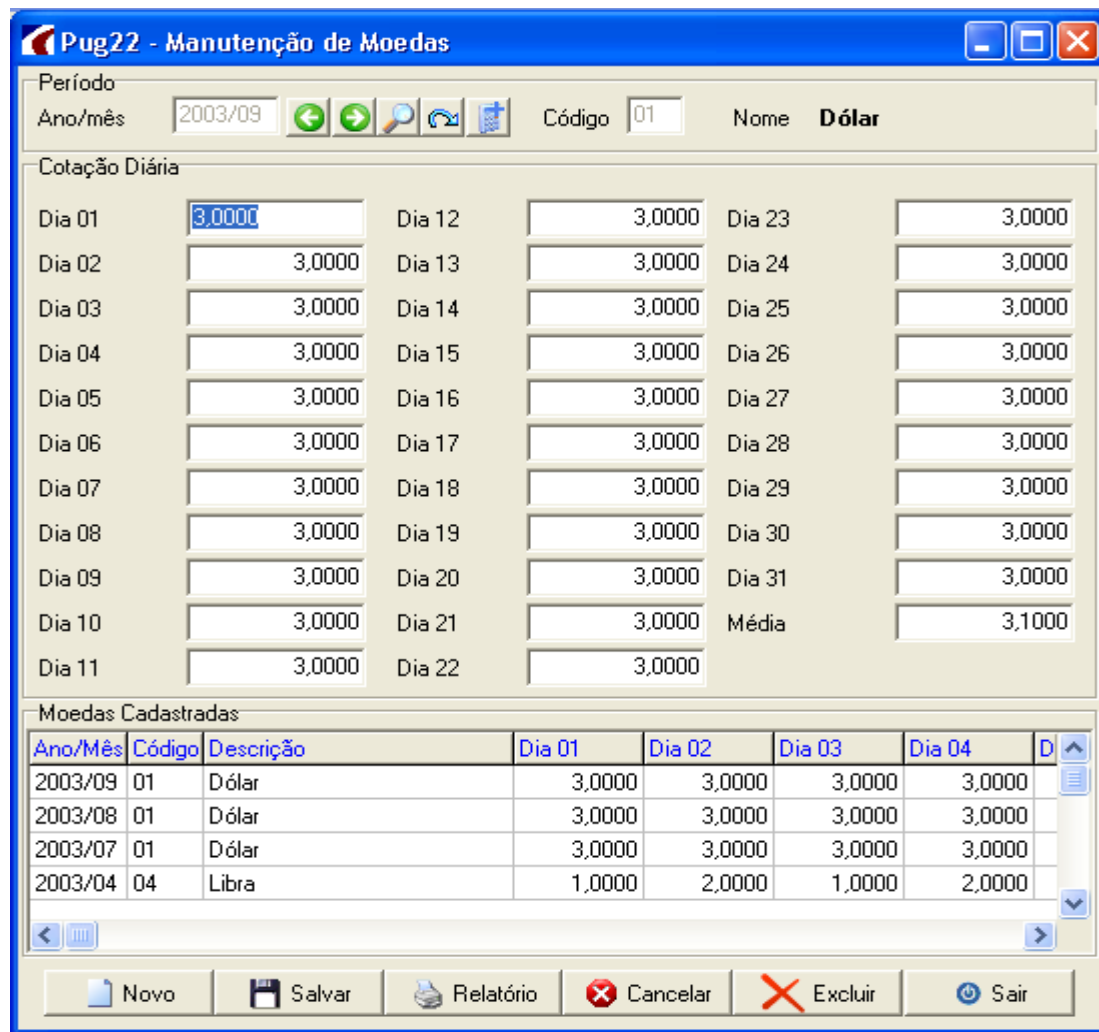 Pug22 - Manutenção de Moedas
Período
Ano/mês 2003/09 Código 01 Nome Dólar
Cotação Diária
Dia 01 3,0000 Dia 12 3,0000 Dia 23 3,0000
Dia 02 3,0000 Dia 13 3,0000 Dia 24 3,0000
Dia 03 3,0000 Dia 14 3,0000 Dia 25 3,0000
Dia 04 3,0000 Dia 15 3,0000 Dia 26 3,0000
Dia 05 3,0000 Dia 16 3,0000 Dia 27 3,0000
Dia 06 3,0000 Dia 17 3,0000 Dia 28 3,0000
Dia 07 3,0000 Dia 18 3,0000 Dia 29 3,0000
Dia 08 3,0000 Dia 19 3,0000 Dia 30 3,0000
Dia 09 3,0000 Dia 20 3,0000 Dia 31 3,0000
Dia 10 3,0000 Dia 21 3,0000 Média 3,1000
Dia 11 3,0000 Dia 22 3,0000
Moedas Cadastradas
Ano/Mês Código Descrição Dia 01 Dia 02 Dia 03 Dia 04 D
2003/09 01 Dólar 3,0000 3,0000 3,0000 3,0000
2003/08 01 Dólar 3,0000 3,0000 3,0000 3,0000
2003/07 01 Dólar 3,0000 3,0000 3,0000 3,0000
2003/04 04 Libra 1,0000 2,0000 1,0000 2,0000
Novo Salvar Relatório Cancelar Excluir Sair